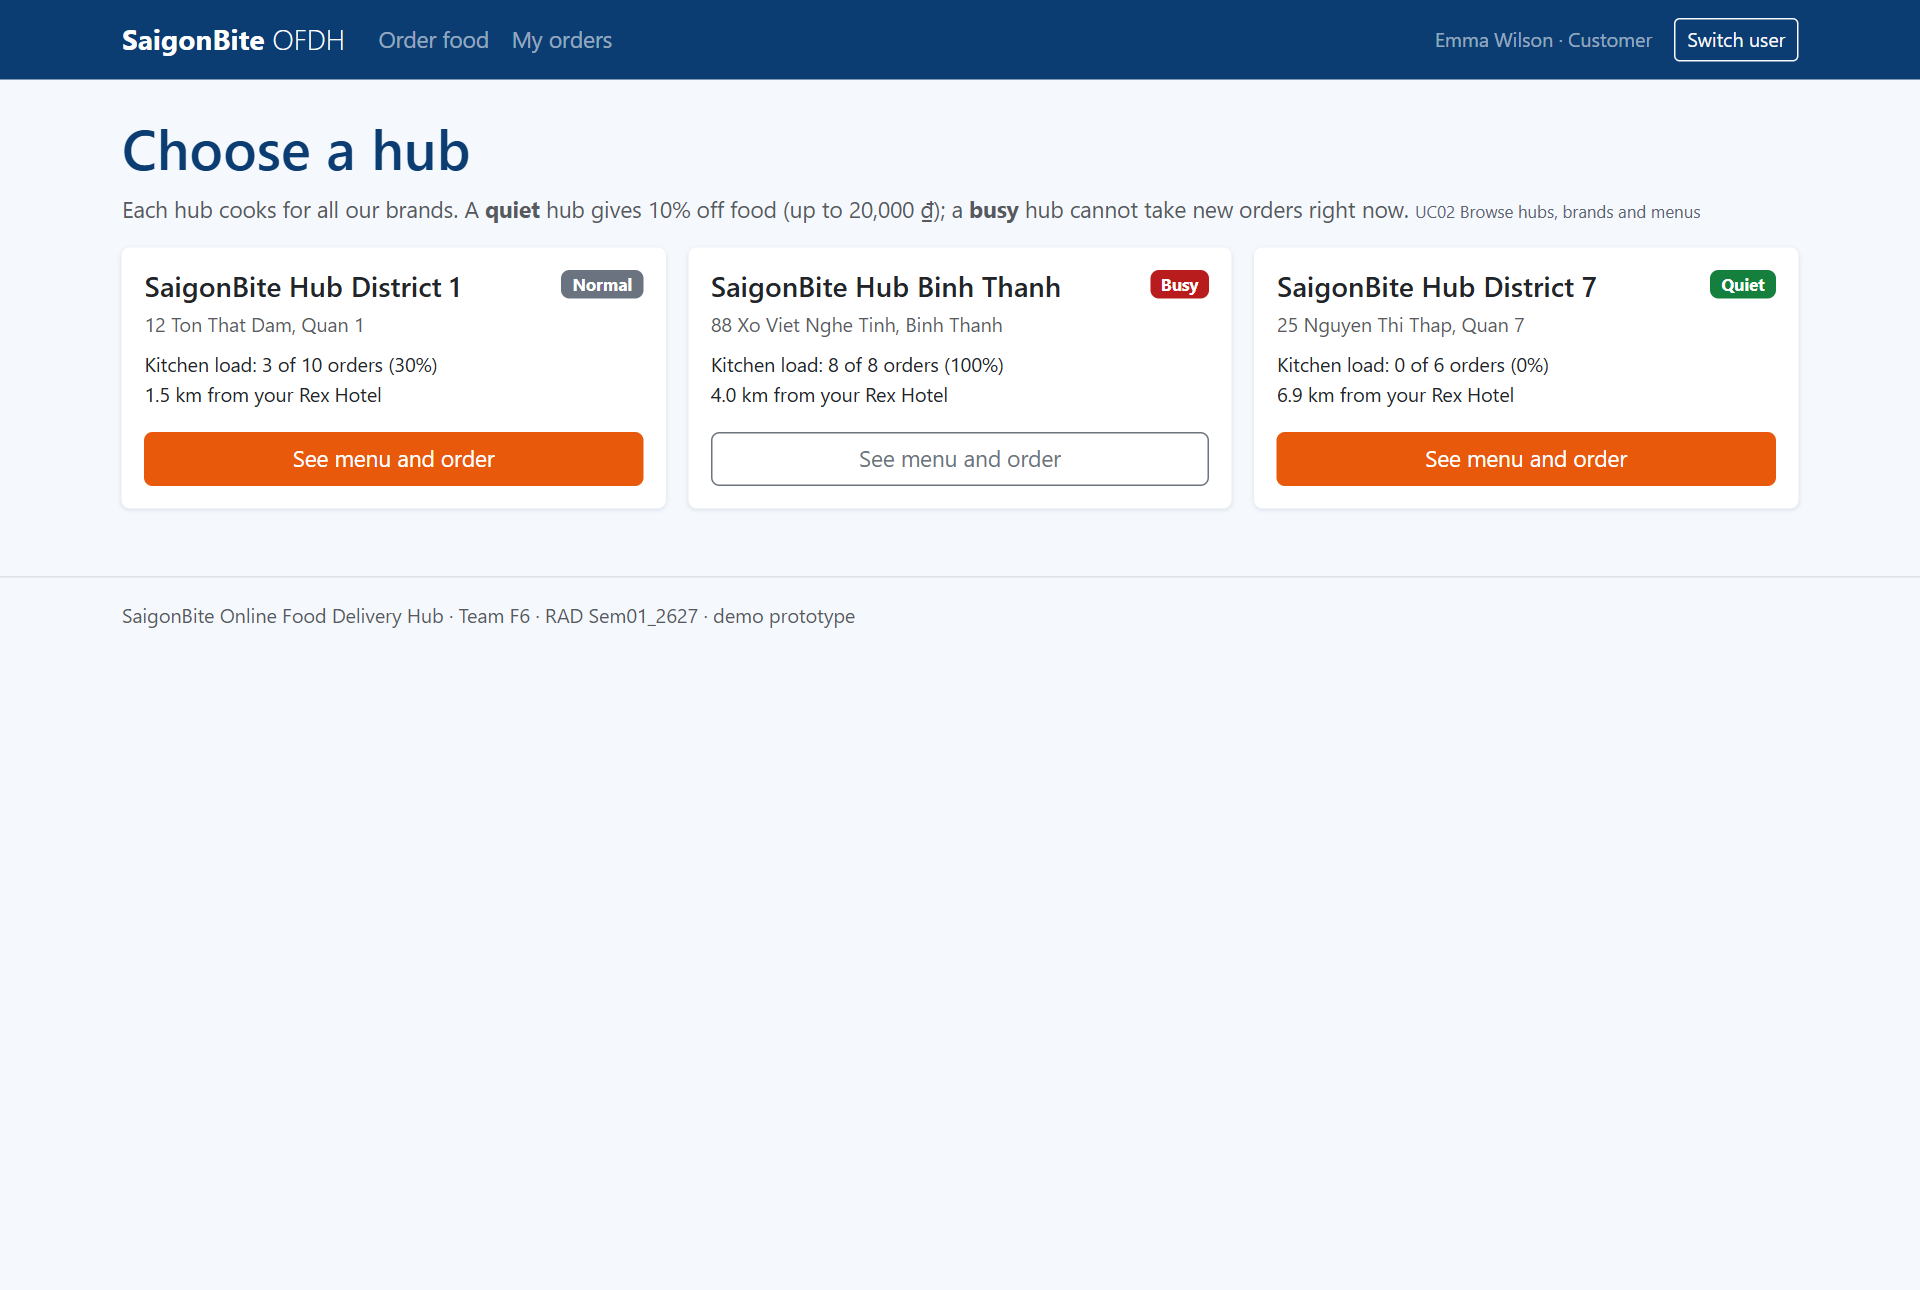 SaigonBite OFDH Order food My orders Emma Wilson · Customer Switch user
Choose a hub
Each hub cooks for all our brands. A quiet hub gives 10% off food (up to 20,000 ₫); a busy hub cannot take new orders right now. UC02 Browse hubs, brands and menus
SaigonBite Hub District 1 Normal
12 Ton That Dam, Quan 1
Kitchen load: 3 of 10 orders (30%)
1.5 km from your Rex Hotel
See menu and order
SaigonBite Hub Binh Thanh Busy
88 Xo Viet Nghe Tinh, Binh Thanh
Kitchen load: 8 of 8 orders (100%)
4.0 km from your Rex Hotel
See menu and order
SaigonBite Hub District 7 Quiet
25 Nguyen Thi Thap, Quan 7
Kitchen load: 0 of 6 orders (0%)
6.9 km from your Rex Hotel
See menu and order
SaigonBite Online Food Delivery Hub · Team F6 · RAD Sem01_2627 · demo prototype